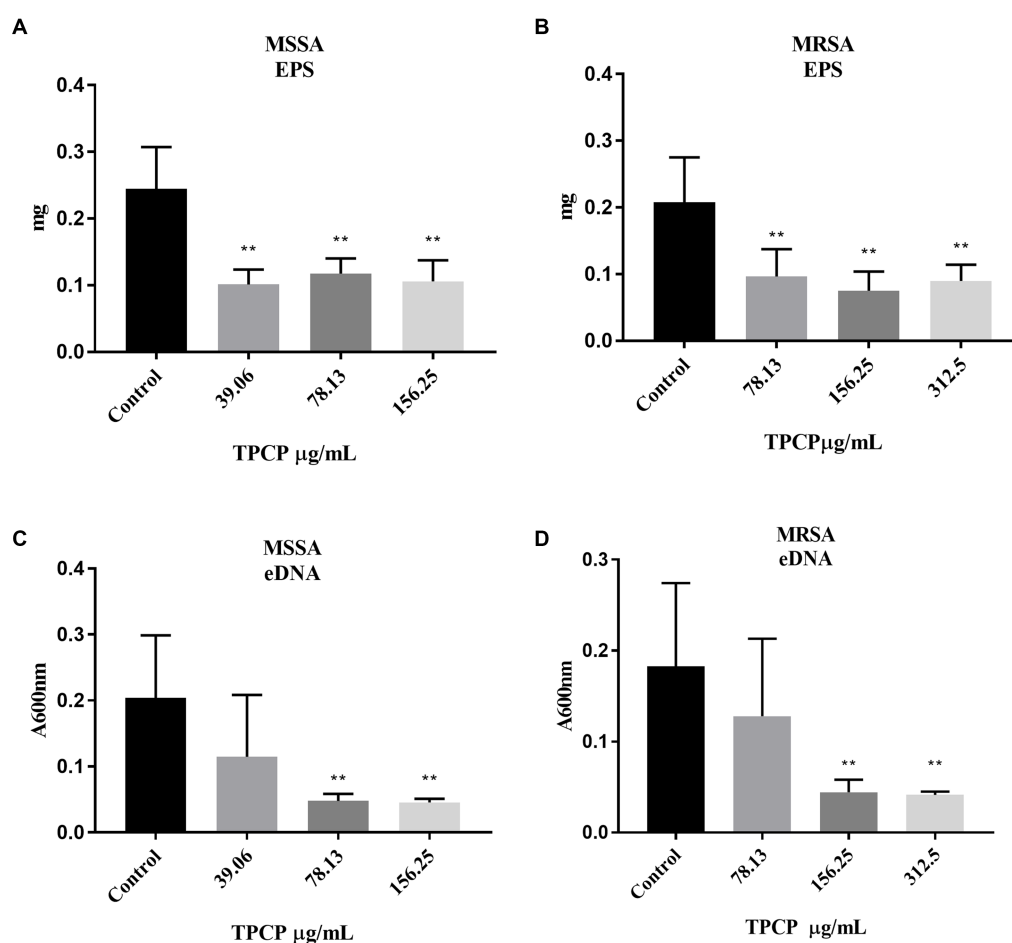 A
MSSA
EPS
0.4
0.3
0.2
0.1
0.0
mg
** ** **
Control 39.06 78.13 156.25
TPCP μg/mL
B
MRSA
EPS
0.4
0.3
0.2
0.1
0.0
mg
** ** **
Control 78.13 156.25 312.5
TPCPμg/mL
C
MSSA
eDNA
0.4
0.3
0.2
0.1
0.0
A600nm
** **
Control 39.06 78.13 156.25
TPCP μg/mL
D
MRSA
eDNA
0.3
0.2
0.1
0.0
A600nm
** **
Control 78.13 156.25 312.5
TPCP μg/mL